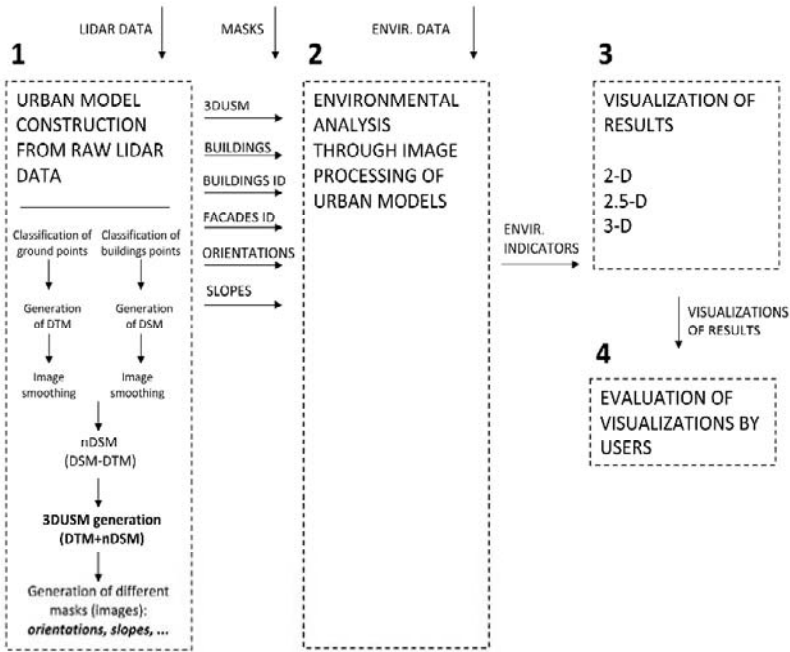 LIDAR DATA
MASKS
ENVIR. DATA
1
URBAN MODEL
CONSTRUCTION
FROM RAW LIDAR
DATA
Classification of
ground points
Classification of
buildings points
Generation
of DTM
Generation
of DSM
Image
smoothing
Image
smoothing
nDSM
(DSM-DTM)
3DUSM generation
(DTM+nDSM)
Generation of different
masks (images):
orientations, slopes, ...
3DUSM
BUILDINGS
BUILDINGS ID
FACADES ID
ORIENTATIONS
SLOPES
2
ENVIRONMENTAL
ANALYSIS
THROUGH IMAGE
PROCESSING OF
URBAN MODELS
ENVIR.
INDICATORS
3
VISUALIZATION OF
RESULTS
2-D
2.5-D
3-D
VISUALIZATIONS
OF RESULTS
4
EVALUATION OF
VISUALIZATIONS BY
USERS